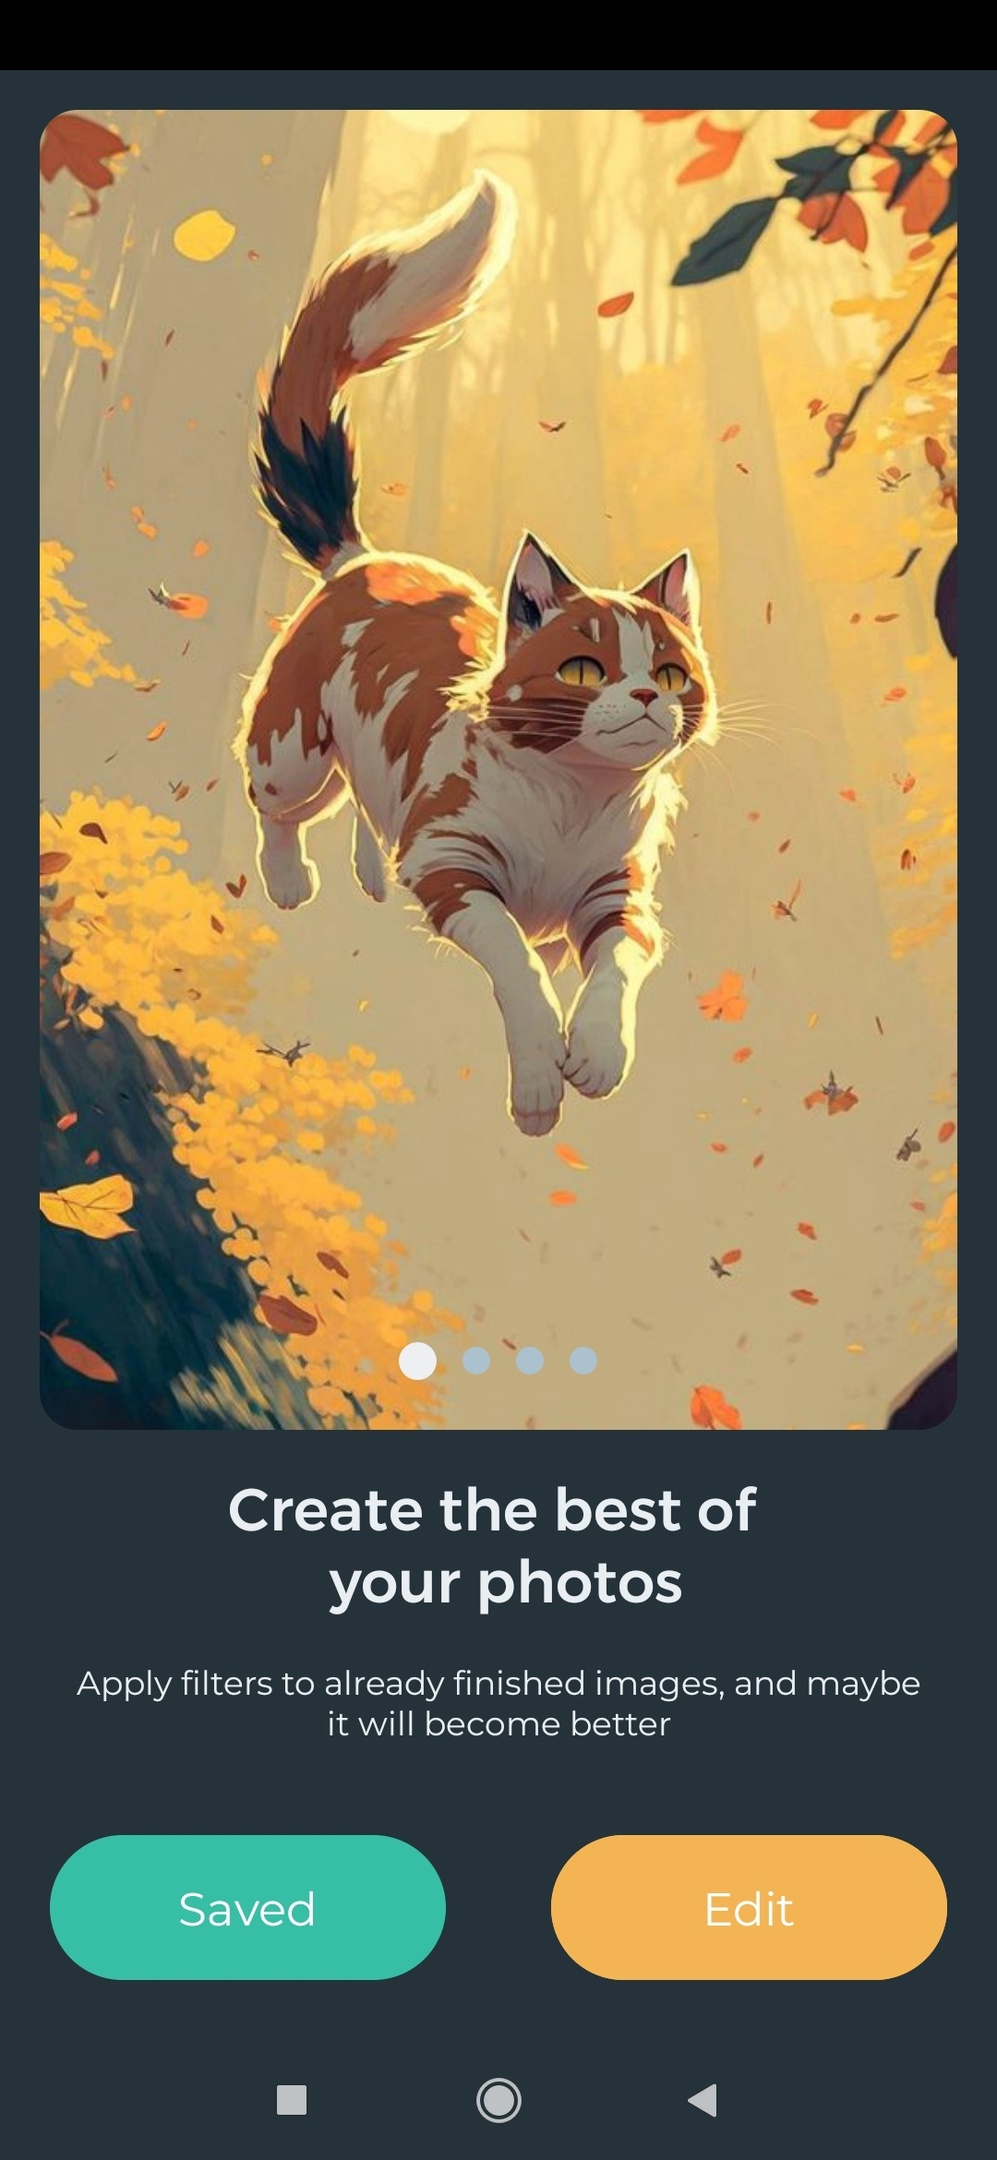 Create the best of
your photos
Apply filters to already finished images, and maybe
it will become better
Saved
Edit